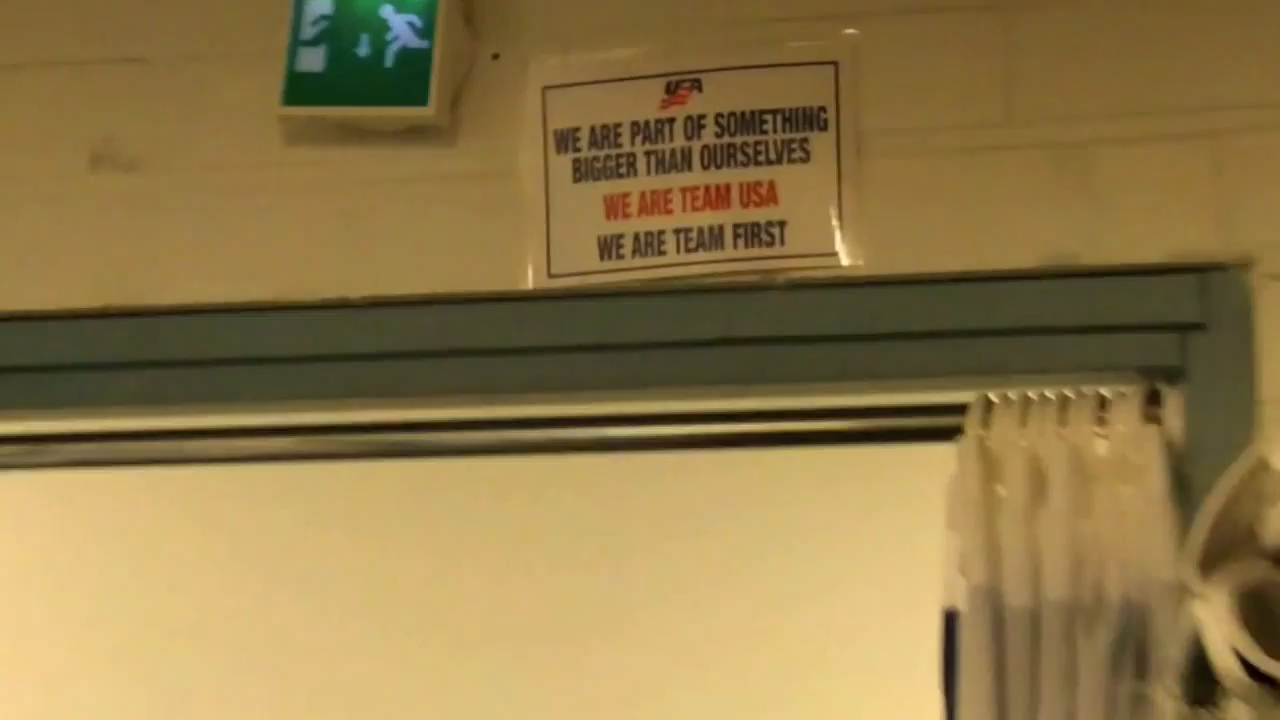 USA
WE ARE PART OF SOMETHING
BIGGER THAN OURSELVES
WE ARE TEAM USA
WE ARE TEAM FIRST